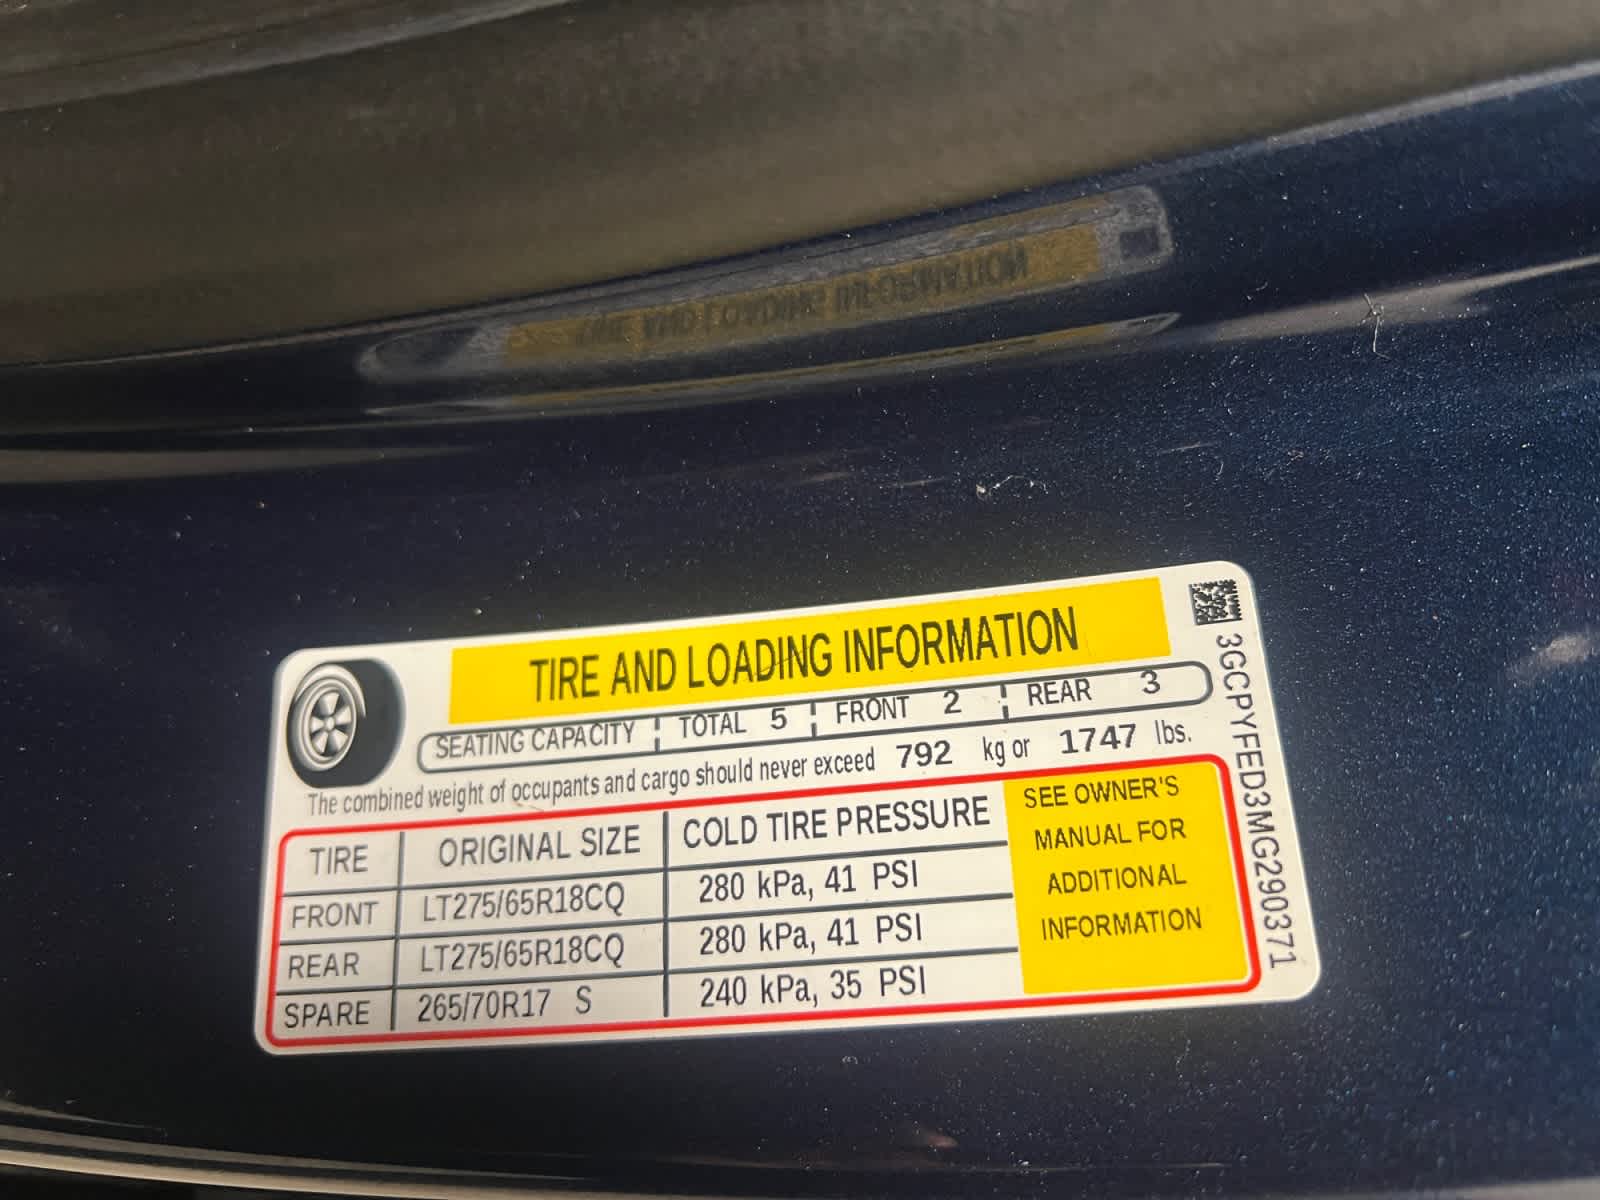 TIRE AND LOADING INFORMATION
SEATING CAPACITY TOTAL 5 FRONT 2 REAR 3
The combined weight of occupants and cargo should never exceed 792 kg or 1747 lbs.
TIRE ORIGINAL SIZE COLD TIRE PRESSURE
FRONT LT275/65R18CQ 280 kPa, 41 PSI
REAR LT275/65R18CQ 280 kPa, 41 PSI
SPARE 265/70R17 S 240 kPa, 35 PSI
SEE OWNER'S
MANUAL FOR
ADDITIONAL
INFORMATION
3GCPYFED3MG290371